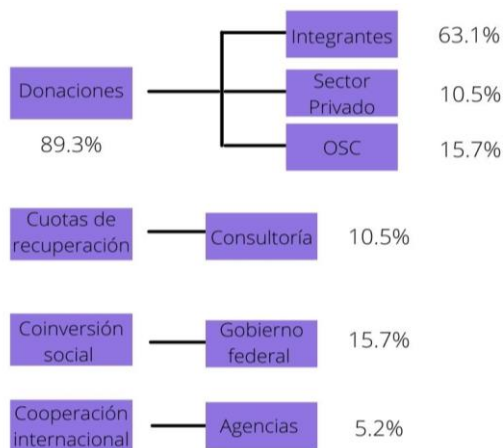 Integrantes 63.1%
Donaciones
89.3%
Sector
Privado 10.5%
OSC 15.7%
Cuotas de
recuperación
Consultoría 10.5%
Coinversión
social
Gobierno
federal
15.7%
Cooperación
internacional
Agencias 5.2%